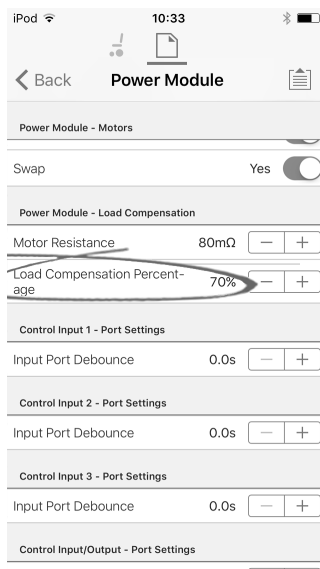 iPod 10:33
Back Power Module
Power Module - Motors
Swap Yes
Power Module - Load Compensation
Motor Resistance 80mΩ − +
Load Compensation Percent-
age 70% − +
Control Input 1 - Port Settings
Input Port Debounce 0.0s − +
Control Input 2 - Port Settings
Input Port Debounce 0.0s − +
Control Input 3 - Port Settings
Input Port Debounce 0.0s − +
Control Input/Output - Port Settings